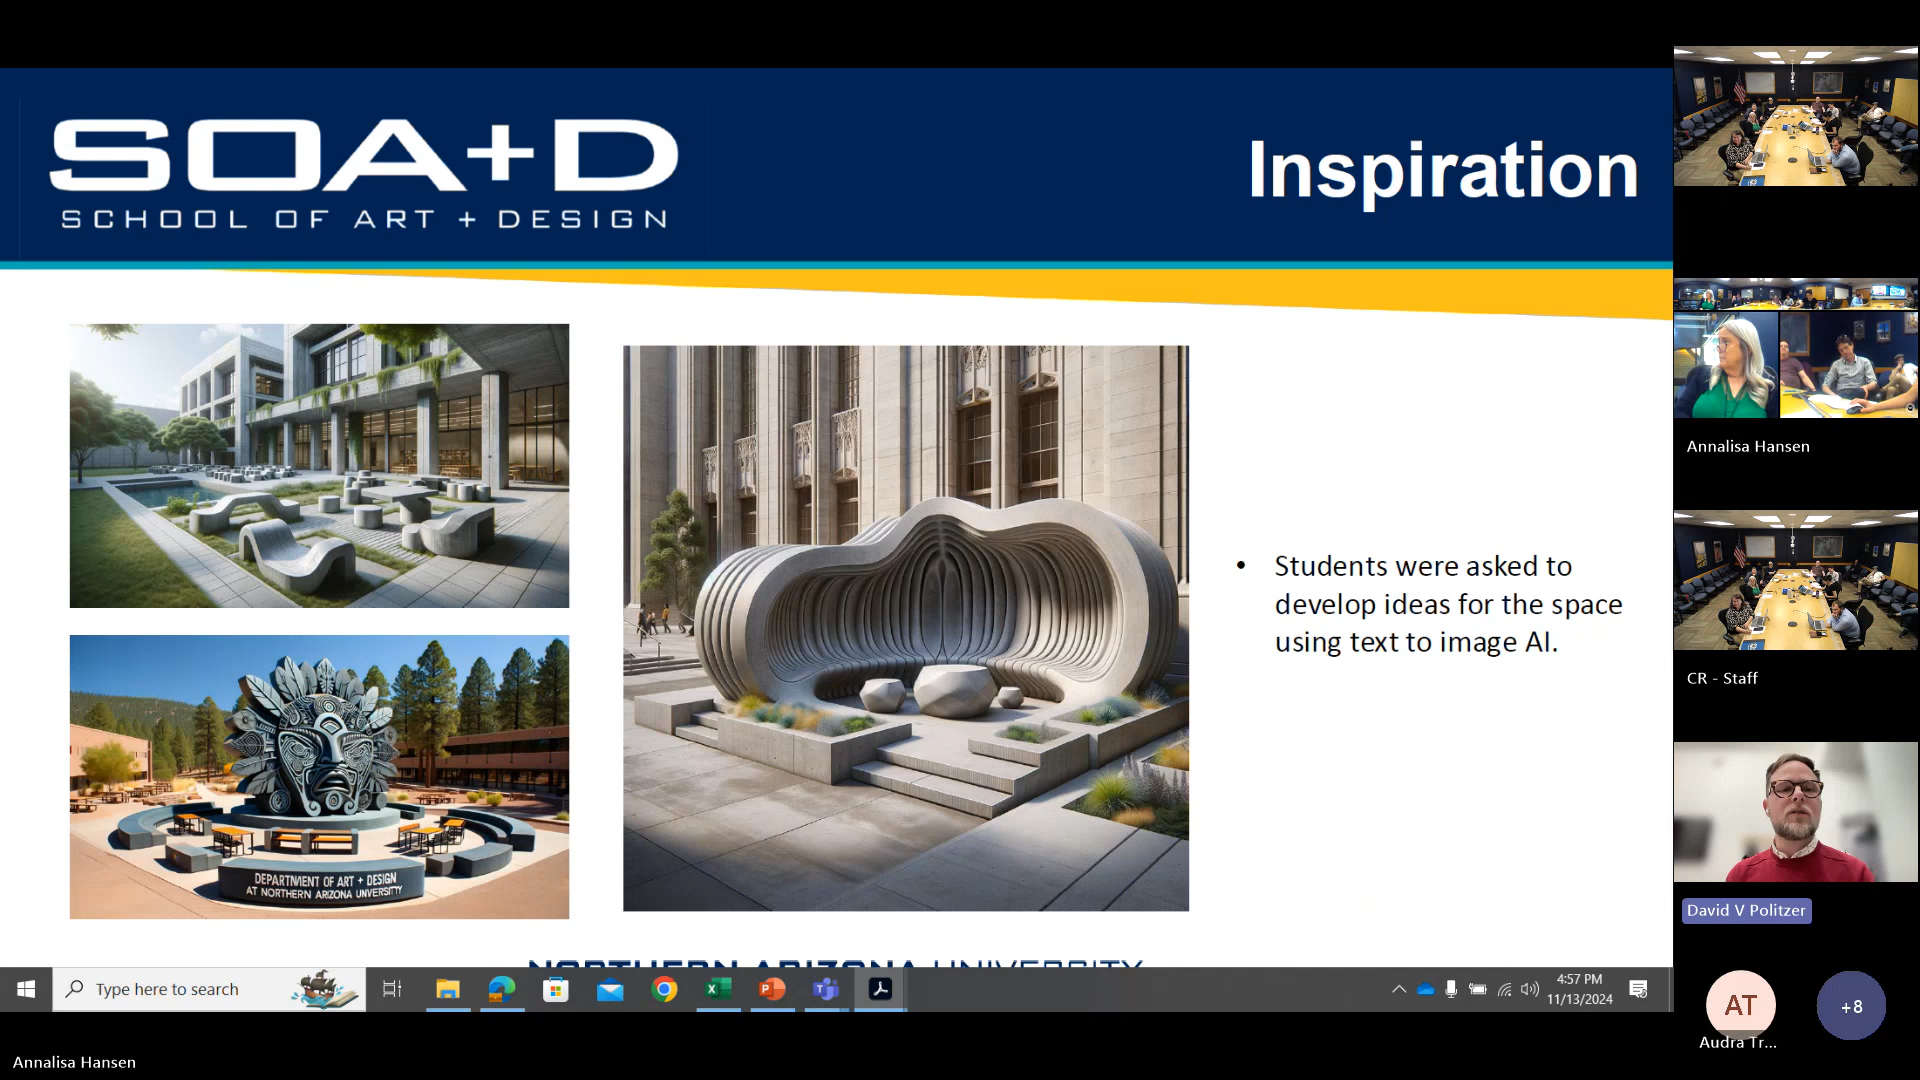 SOA+D
SCHOOL OF ART + DESIGN
Inspiration
• Students were asked to
develop ideas for the space
using text to image AI.
DEPARTMENT OF ART + DESIGN
AT NORTHERN ARIZONA UNIVERSITY
NORTHERN ARIZONA UNIVERSITY
Type here to search
4:57 PM
11/13/2024
Annalisa Hansen
Annalisa Hansen
CR - Staff
David V Politzer
AT
Audra Tr...
+8